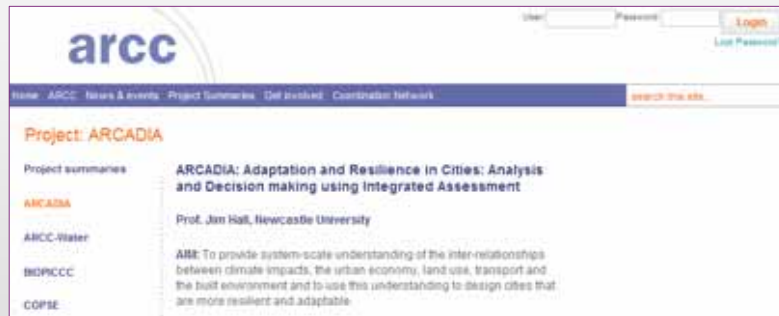 User: Password: Login
Lost Password
arcc
Home ARCC News & events Project Summaries Get involved Coordination Network
search this site...
Project: ARCADIA
Project summaries
ARCADIA
ARCC-Water
BIOPICCC
COPSE
ARCADIA: Adaptation and Resilience in Cities: Analysis
and Decision making using Integrated Assessment
Prof. Jim Hall, Newcastle University
AIM: To provide system-scale understanding of the inter-relationships
between climate impacts, the urban economy, land use, transport and
the built environment and to use this understanding to design cities that
are more resilient and adaptable.